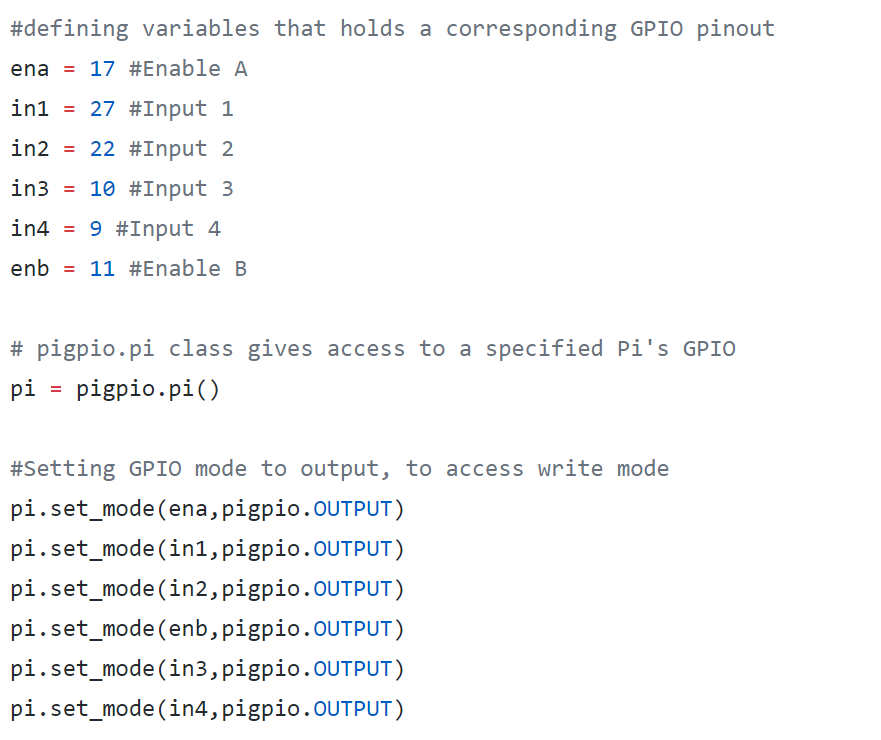 #defining variables that holds a corresponding GPIO pinout
ena = 17 #Enable A
in1 = 27 #Input 1
in2 = 22 #Input 2
in3 = 10 #Input 3
in4 = 9 #Input 4
enb = 11 #Enable B
# pigpio.pi class gives access to a specified Pi's GPIO
pi = pigpio.pi()
#Setting GPIO mode to output, to access write mode
pi.set_mode(ena,pigpio.OUTPUT)
pi.set_mode(in1,pigpio.OUTPUT)
pi.set_mode(in2,pigpio.OUTPUT)
pi.set_mode(enb,pigpio.OUTPUT)
pi.set_mode(in3,pigpio.OUTPUT)
pi.set_mode(in4,pigpio.OUTPUT)